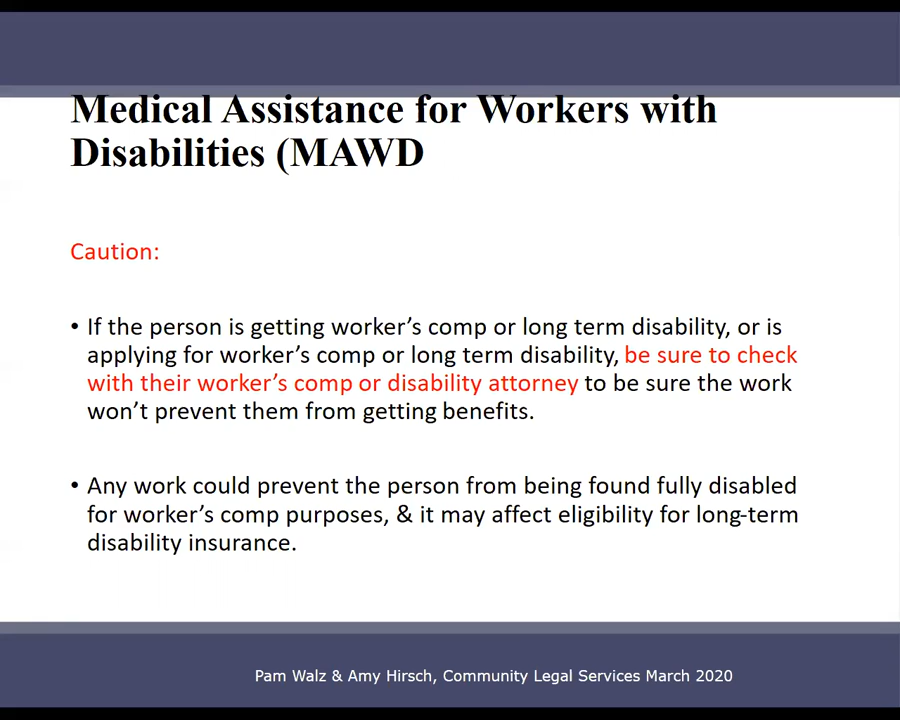 Medical Assistance for Workers with
Disabilities (MAWD
Caution:
• If the person is getting worker’s comp or long term disability, or is
applying for worker’s comp or long term disability, be sure to check
with their worker’s comp or disability attorney to be sure the work
won’t prevent them from getting benefits.
• Any work could prevent the person from being found fully disabled
for worker’s comp purposes, & it may affect eligibility for long-term
disability insurance.
Pam Walz & Amy Hirsch, Community Legal Services March 2020